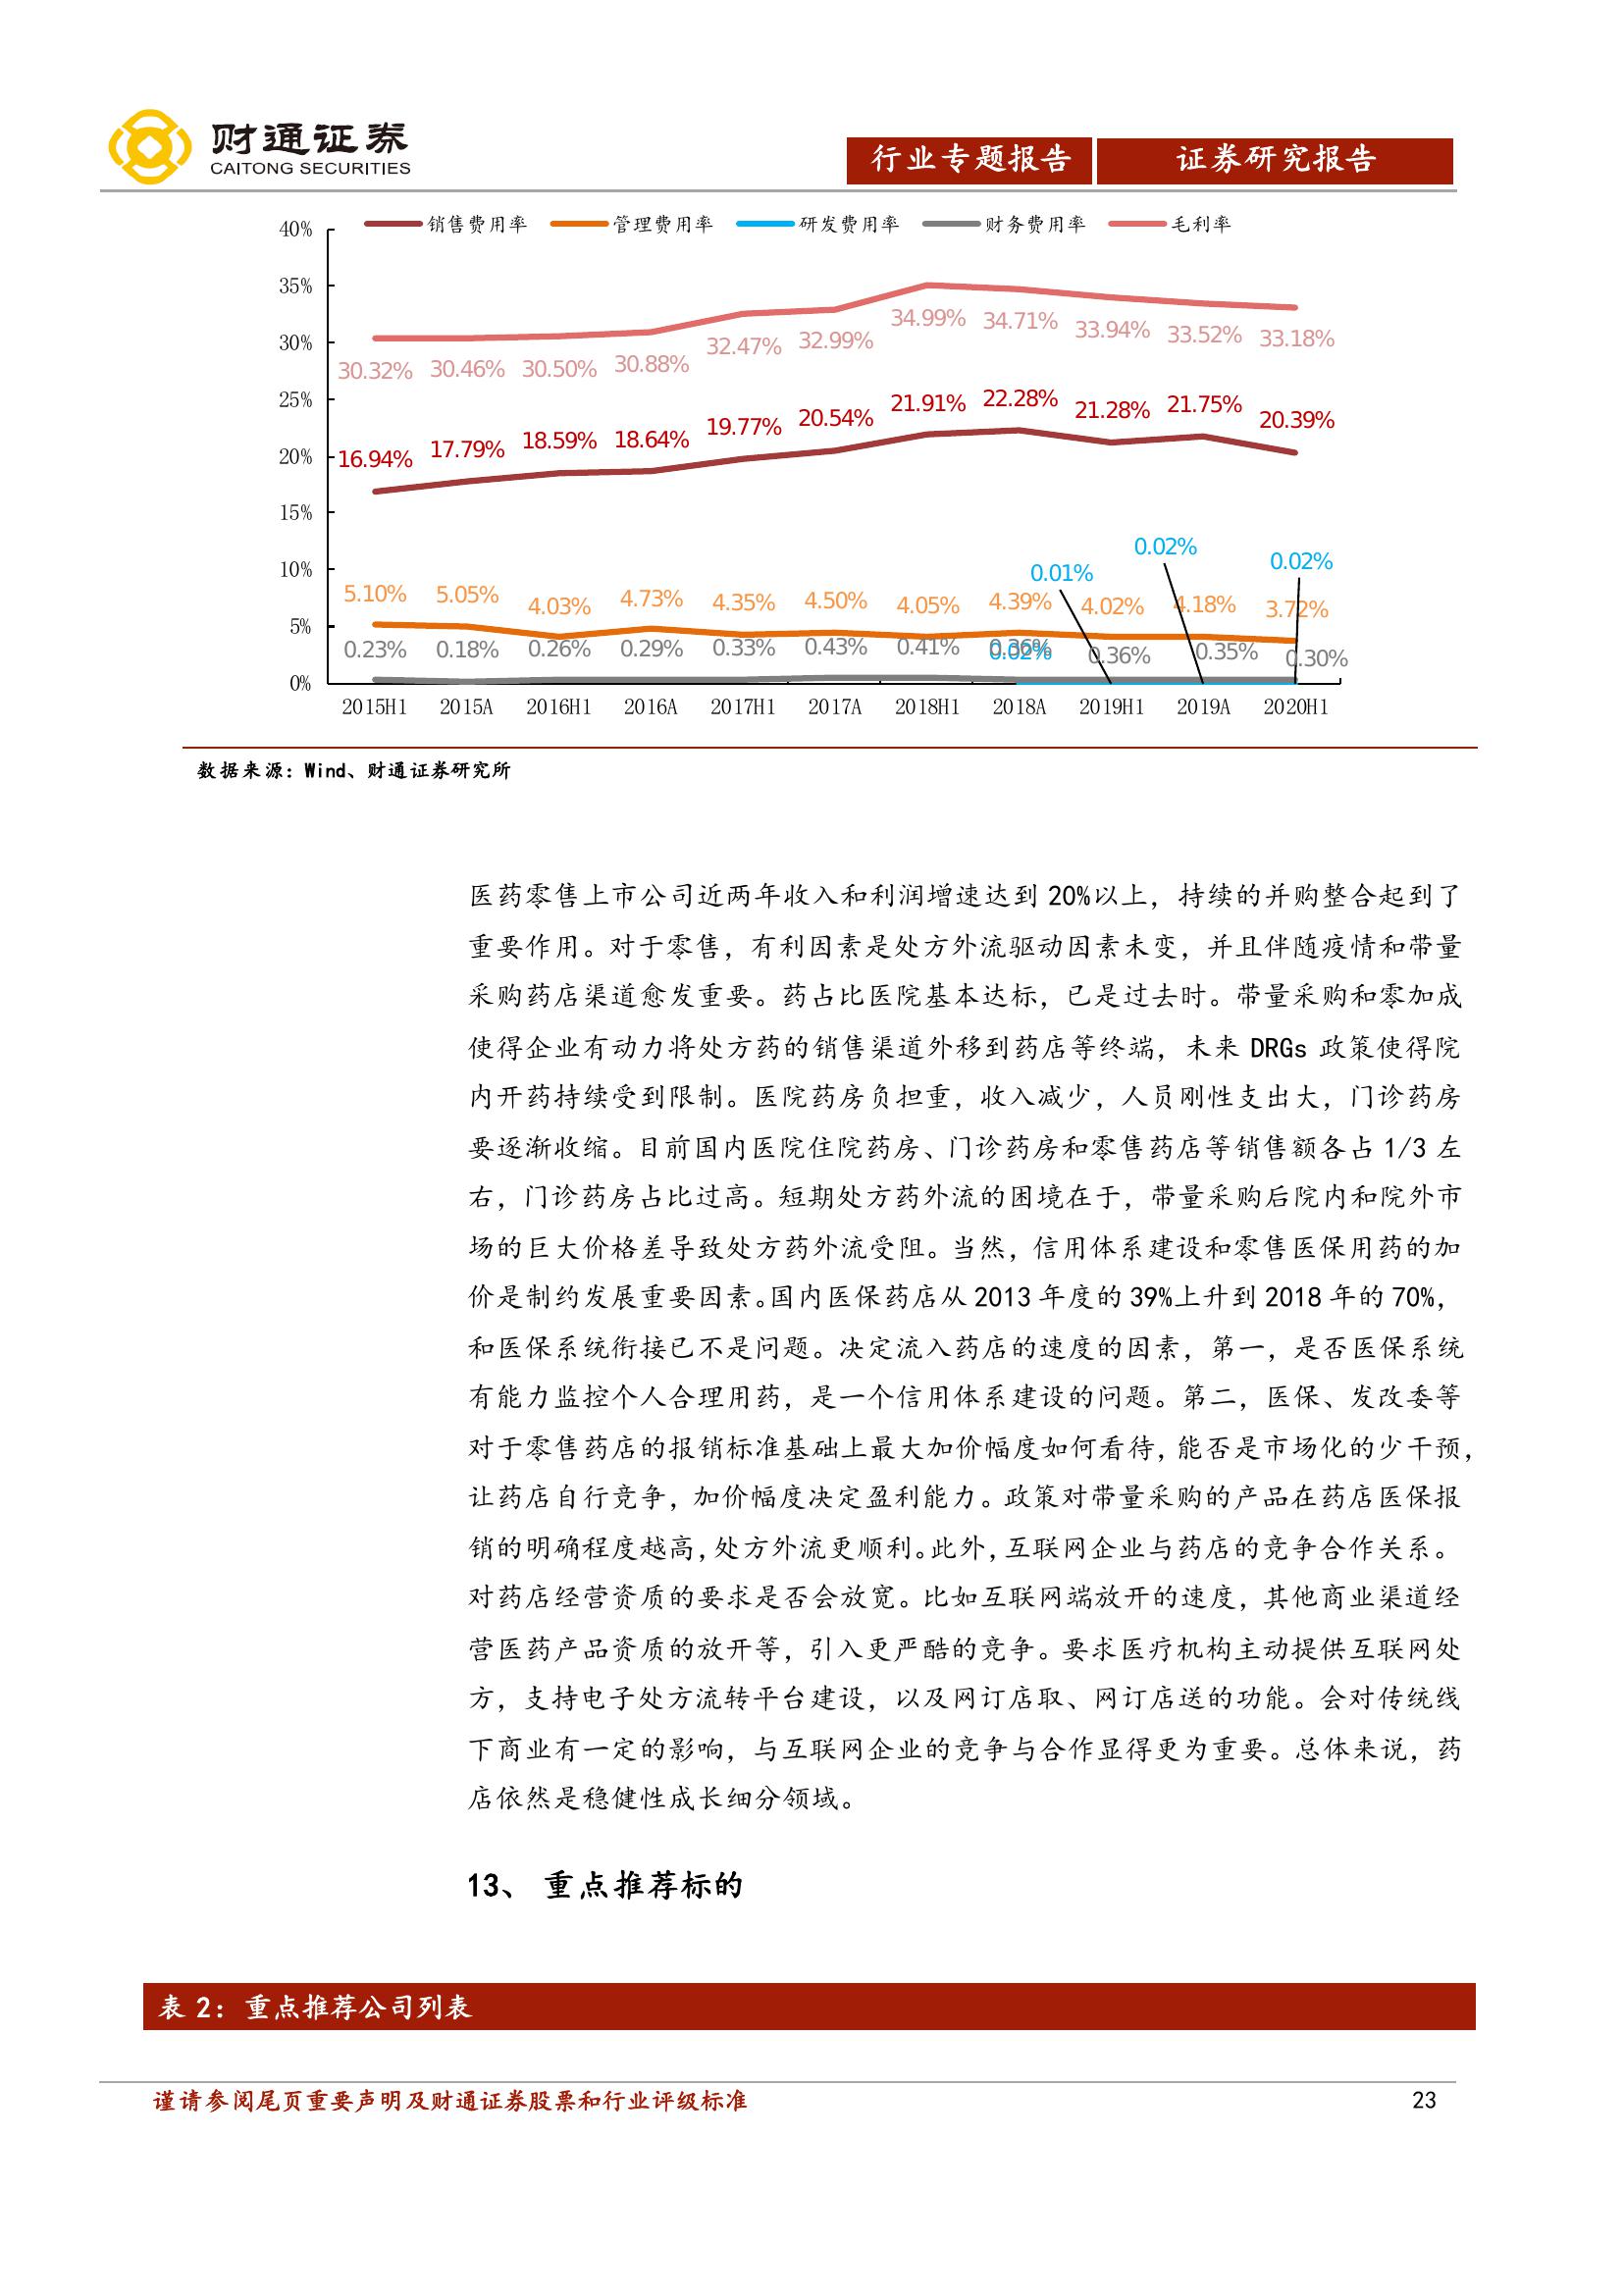 财通证券
CAITONG SECURITIES
行业专题报告
证券研究报告
销售费用率 管理费用率 研发费用率 财务费用率 毛利率
40%
35%
30%
25%
20%
15%
10%
5%
0%
30.32% 30.46% 30.50% 30.88% 32.47% 32.99% 34.99% 34.71% 33.94% 33.52% 33.18%
16.94% 17.79% 18.59% 18.64% 19.77% 20.54% 21.91% 22.28% 21.28% 21.75% 20.39%
0.02% 0.01% 0.02% 0.02%
5.10% 5.05% 4.03% 4.73% 4.35% 4.50% 4.05% 4.39% 4.02% 4.18% 3.72%
0.23% 0.18% 0.26% 0.29% 0.33% 0.43% 0.41% 0.36% 0.36% 0.35% 0.30%
2015H1 2015A 2016H1 2016A 2017H1 2017A 2018H1 2018A 2019H1 2019A 2020H1
数据来源：Wind、财通证券研究所
医药零售上市公司近两年收入和利润增速达到 20%以上，持续的并购整合起到了
重要作用。对于零售，有利因素是处方外流驱动因素未变，并且伴随疫情和带量
采购药店渠道愈发重要。药占比医院基本达标，已是过去时。带量采购和零加成
使得企业有动力将处方药的销售渠道外移到药店等终端，未来 DRGs 政策使得院
内开药持续受到限制。医院药房负担重，收入减少，人员刚性支出大，门诊药房
要逐渐收缩。目前国内医院住院药房、门诊药房和零售药店等销售额各占 1/3 左
右，门诊药房占比过高。短期处方药外流的困境在于，带量采购后院内和院外市
场的巨大价格差导致处方药外流受阻。当然，信用体系建设和零售医保用药的加
价是制约发展重要因素。国内医保药店从 2013 年度的 39%上升到 2018 年的 70%，
和医保系统衔接已不是问题。决定流入药店的速度的因素，第一，是否医保系统
有能力监控个人合理用药，是一个信用体系建设的问题。第二，医保、发改委等
对于零售药店的报销标准基础上最大加价幅度如何看待，能否是市场化的少干预，
让药店自行竞争，加价幅度决定盈利能力。政策对带量采购的产品在药店医保报
销的明确程度越高，处方外流更顺利。此外，互联网企业与药店的竞争合作关系。
对药店经营资质的要求是否会放宽。比如互联网端放开的速度，其他商业渠道经
营医药产品资质的放开等，引入更严酷的竞争。要求医疗机构主动提供互联网处
方，支持电子处方流转平台建设，以及网订店取、网订店送的功能。会对传统线
下商业有一定的影响，与互联网企业的竞争与合作显得更为重要。总体来说，药
店依然是稳健性成长细分领域。
13、 重点推荐标的
表 2：重点推荐公司列表
谨请参阅尾页重要声明及财通证券股票和行业评级标准
23